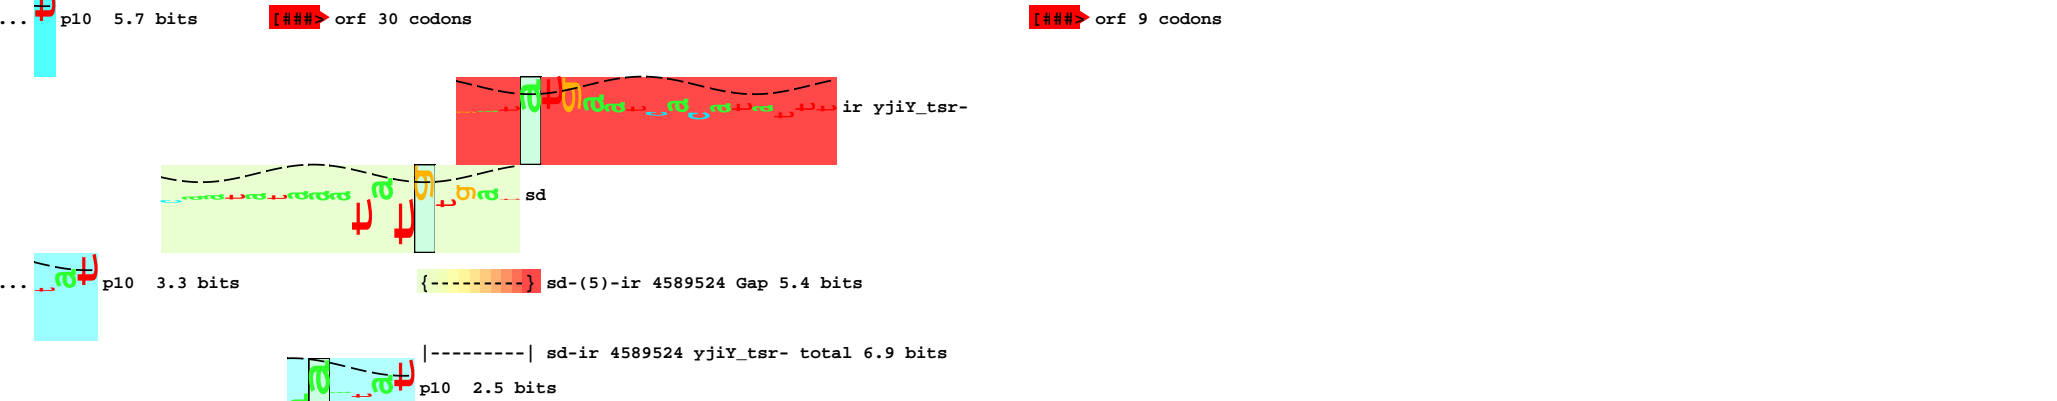 ... p10 5.7 bits [###> orf 30 codons [###> orf 9 codons
t a t g a a t c a c a t a t t t ir yjiY_tsr-
c a a a t a t a a a t a t g t g a sd
... t a t p10 3.3 bits {---------} sd-(5)-ir 4589524 Gap 5.4 bits
|---------| sd-ir 4589524 yjiY_tsr- total 6.9 bits
t a t a t p10 2.5 bits